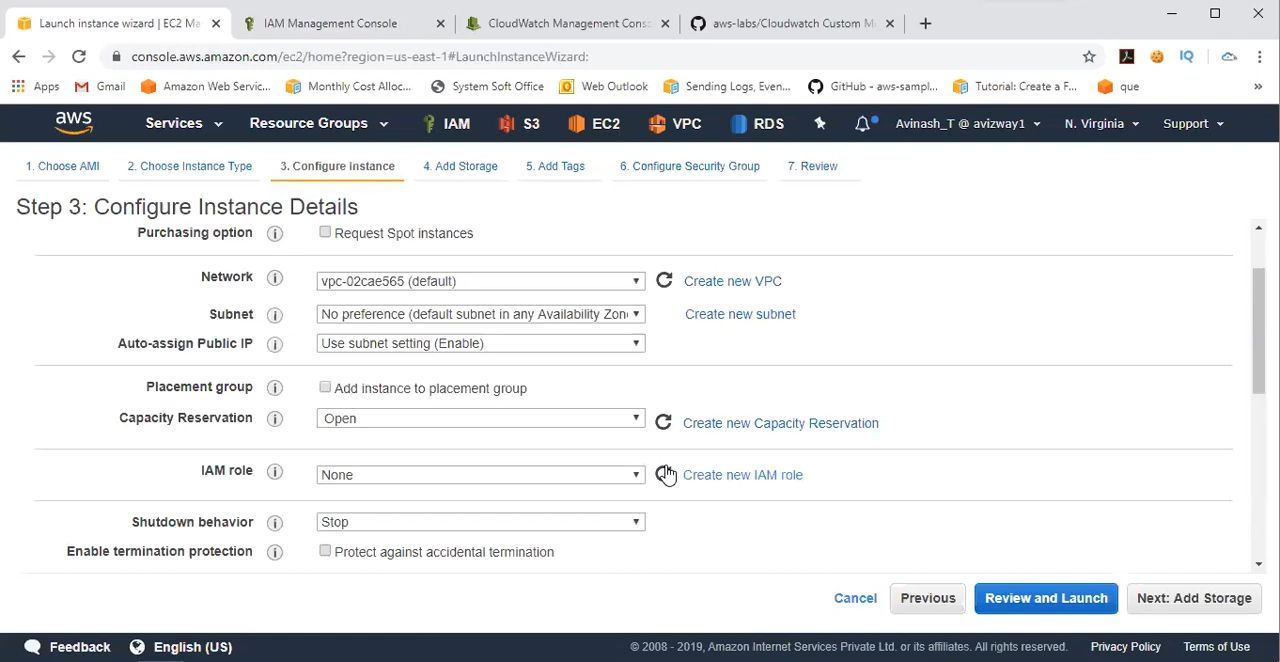 Launch instance wizard | EC2 Ma
IAM Management Console
CloudWatch Management Cons
aws-labs/Cloudwatch Custom M
console.aws.amazon.com/ec2/home?region=us-east-1#LaunchInstanceWizard:
Apps
Gmail
Amazon Web Servic...
Monthly Cost Alloc...
System Soft Office
Web Outlook
Sending Logs, Even...
GitHub - aws-sampl...
Tutorial: Create a F...
que
»
aws
Services
Resource Groups
IAM
S3
EC2
VPC
RDS
Avinash_T @ avizway1
N. Virginia
Support
1. Choose AMI
2. Choose Instance Type
3. Configure Instance
4. Add Storage
5. Add Tags
6. Configure Security Group
7. Review
Step 3: Configure Instance Details
Purchasing option
Request Spot instances
Network
vpc-02cae565 (default)
Create new VPC
Subnet
No preference (default subnet in any Availability Zon
Create new subnet
Auto-assign Public IP
Use subnet setting (Enable)
Placement group
Add instance to placement group
Capacity Reservation
Open
Create new Capacity Reservation
IAM role
None
Create new IAM role
Shutdown behavior
Stop
Enable termination protection
Protect against accidental termination
Cancel
Previous
Review and Launch
Next: Add Storage
Feedback
English (US)
© 2008 - 2019, Amazon Internet Services Private Ltd. or its affiliates. All rights reserved.
Privacy Policy
Terms of Use